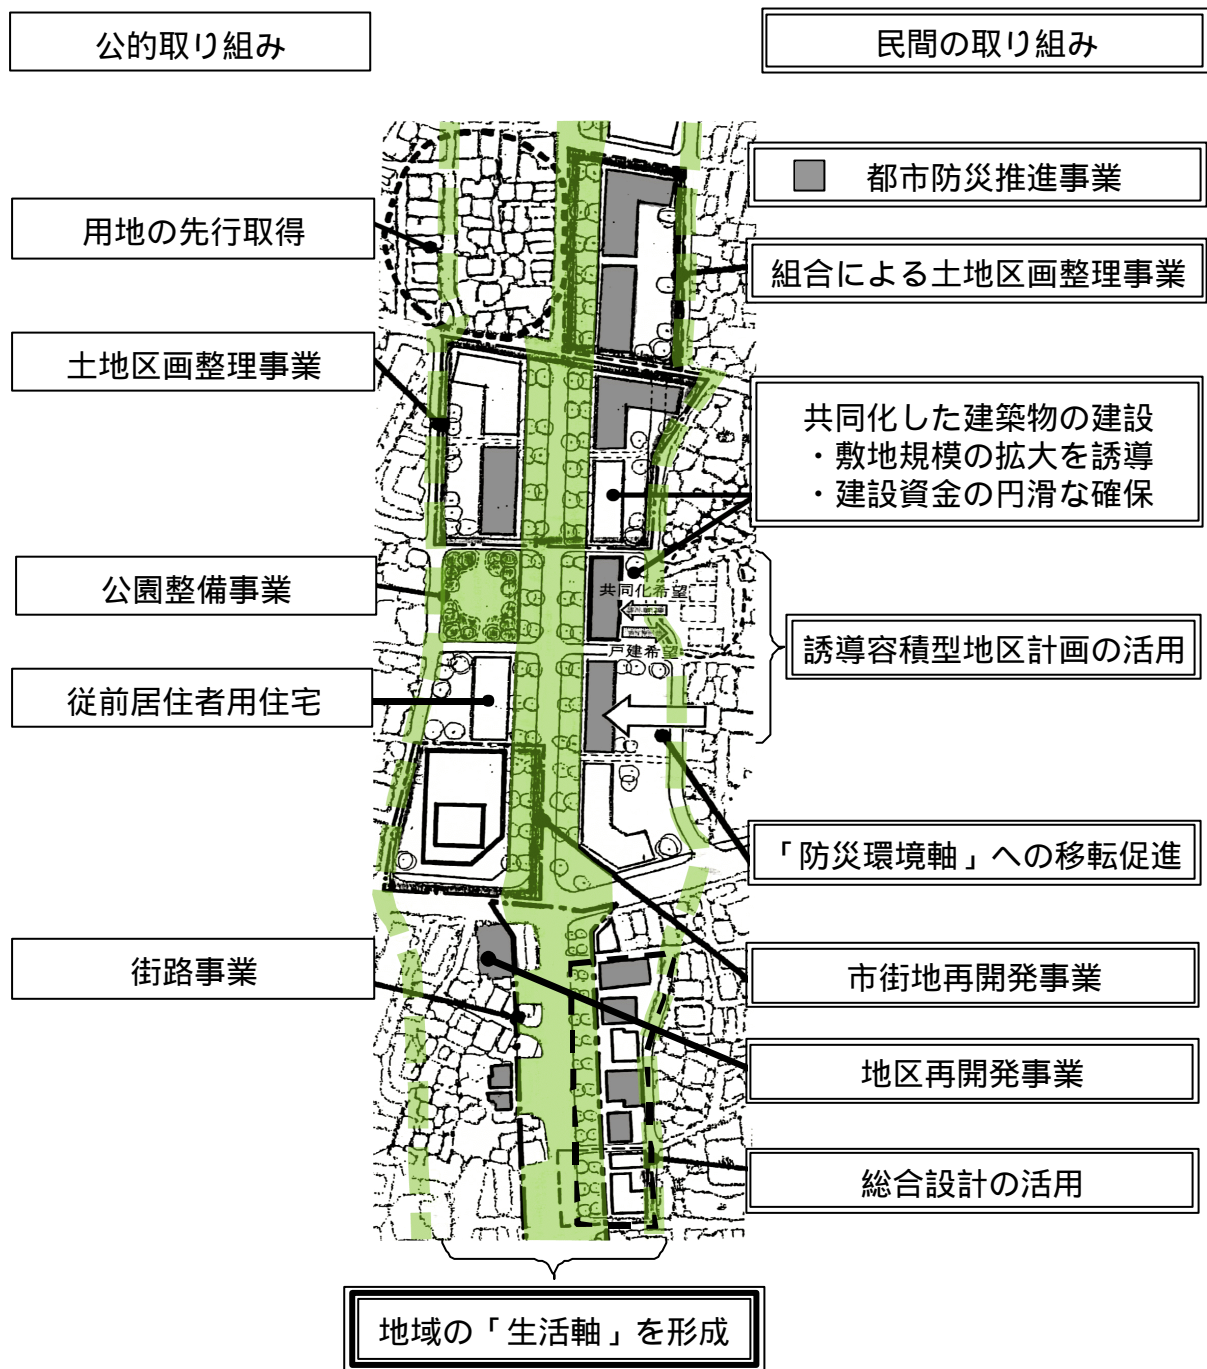 公的取り組み
民間の取り組み
都市防災推進事業
用地の先行取得
組合による土地区画整理事業
土地区画整理事業
共同化した建築物の建設
・敷地規模の拡大を誘導
・建設資金の円滑な確保
公園整備事業
共同化希望
戸建希望
誘導容積型地区計画の活用
従前居住者用住宅
「防災環境軸」への移転促進
街路事業
市街地再開発事業
地区再開発事業
総合設計の活用
地域の「生活軸」を形成